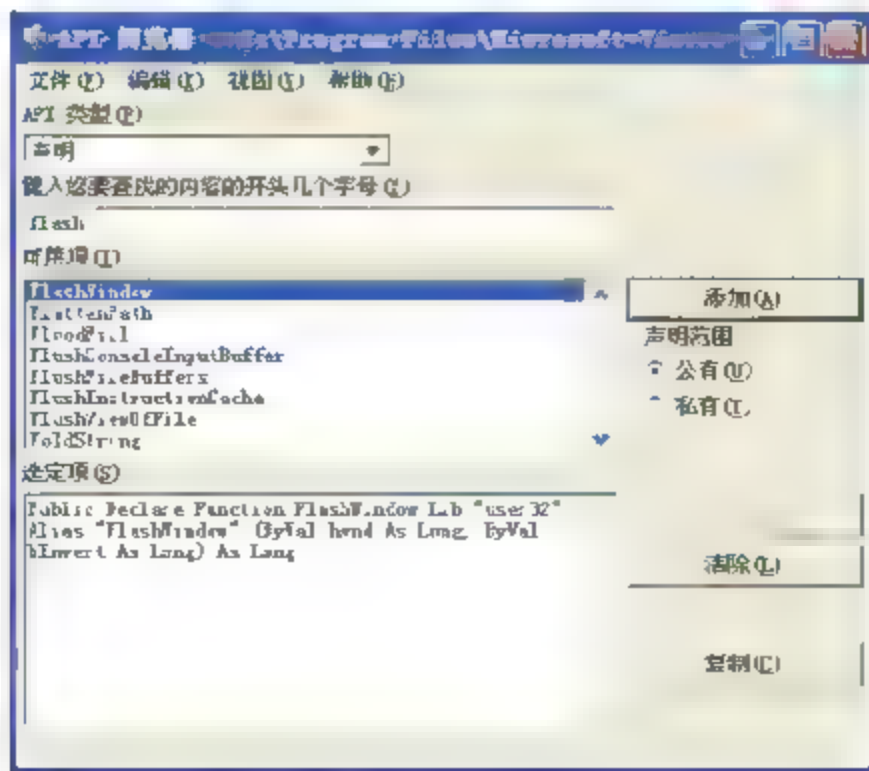 API 阅览器
文件(F) 编辑(E) 视图(V) 帮助(H)
API 类型(P)
声明
键入您要查找的内容的开头几个字母(Y)
flash
可用项(I)
FlashWindow
FlattenPath
FloodFill
FlushConsoleInputBuffer
FlushFileBuffers
FlushInstructionCache
FlushViewOfFile
FoldString
添加(A)
声明范围
公有(U)
私有
选定项(S)
Public Declare Function FlashWindow Lib "user32"
Alias "FlashWindow" (ByVal hwnd As Long, ByVal
bInvert As Long) As Long
清除(L)
复制(C)